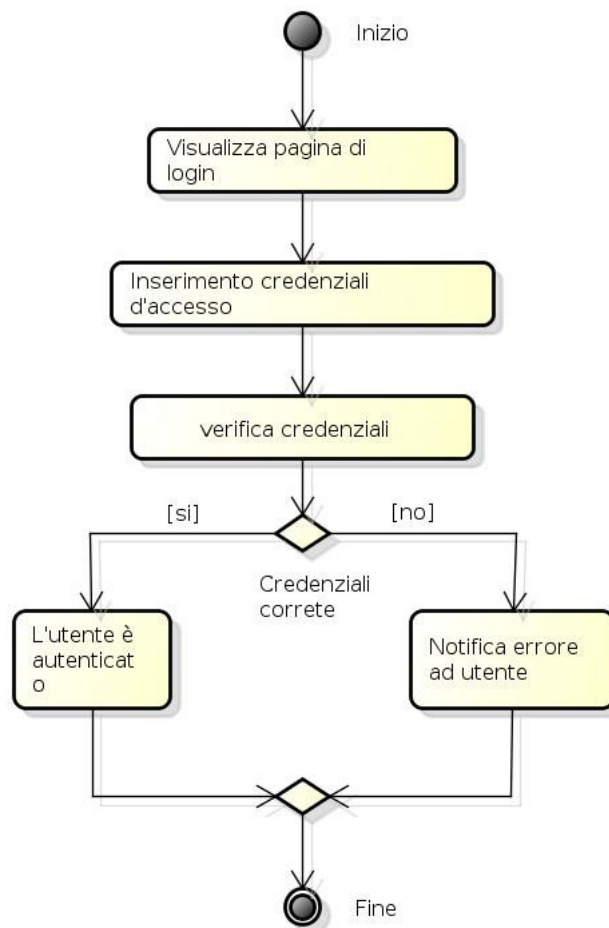 Inizio
Visualizza pagina di
login
Inserimento credenziali
d'accesso
verifica credenziali
[si]
[no]
Credenziali
correte
L'utente è
autenticat
o
Notifica errore
ad utente
Fine